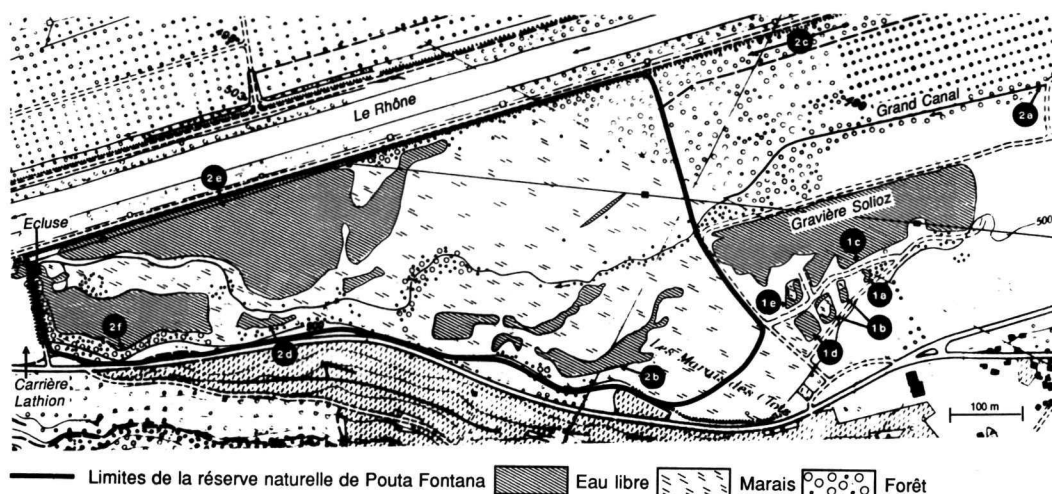 2c
Le Rhône
Grand Canal
2a
2e
Ecluse
Gravière Solioz
500
1c
1e
1a
1b
2f
1d
2d
Carrière
Lathion
2b
100 m
Limites de la réserve naturelle de Pouta Fontana
Eau libre
Marais
Forêt